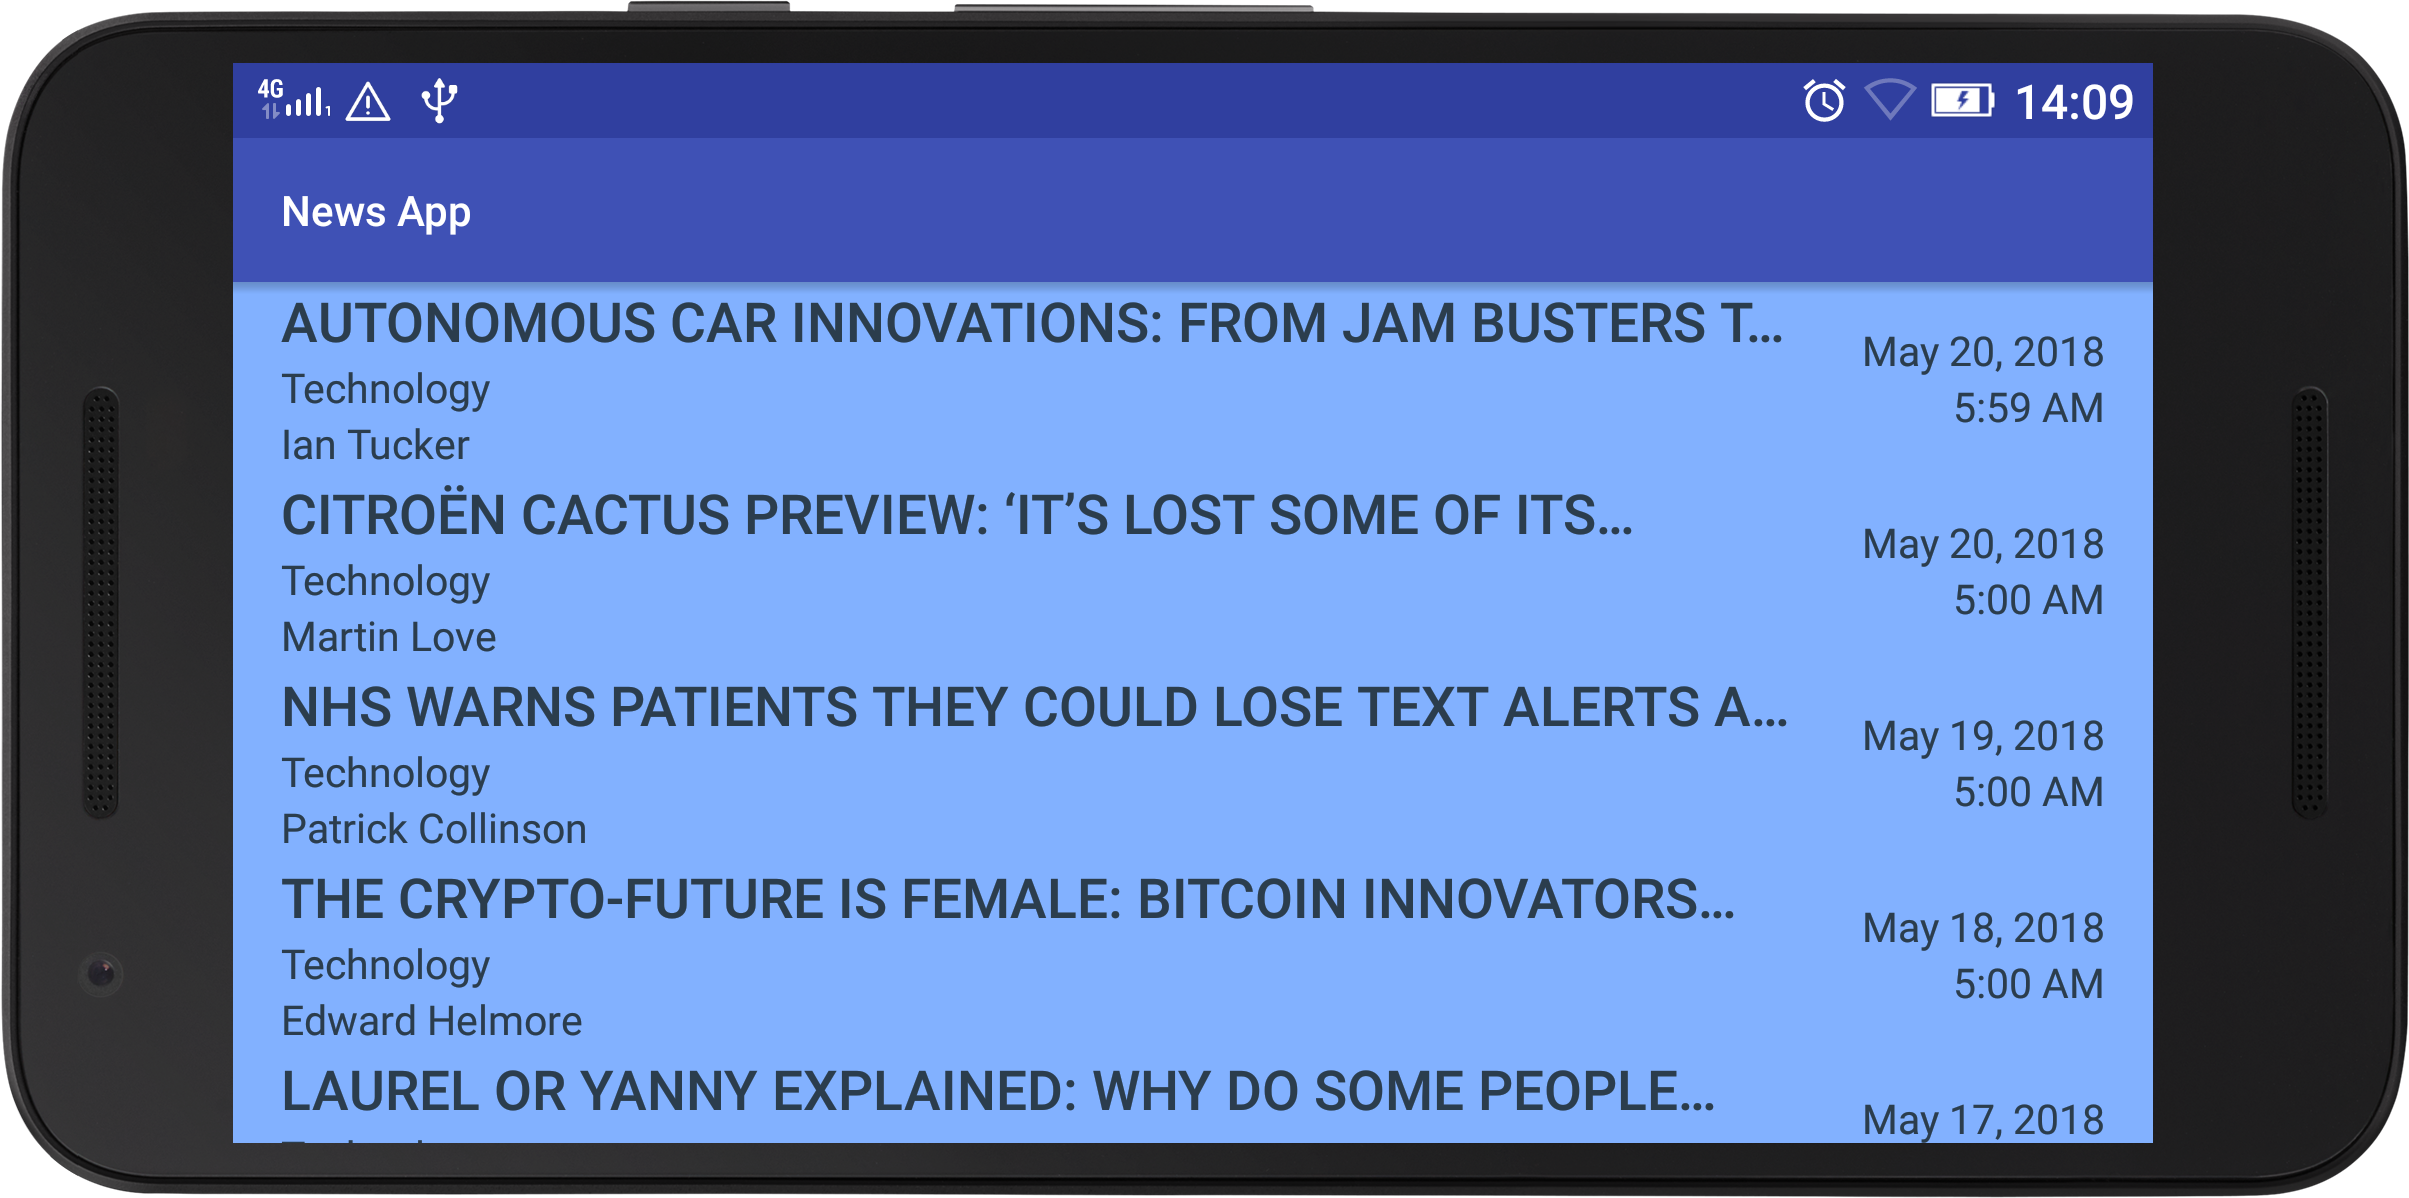 4G 1 14:09
News App
AUTONOMOUS CAR INNOVATIONS: FROM JAM BUSTERS T...
May 20, 2018
Technology
5:59 AM
Ian Tucker
CITROËN CACTUS PREVIEW: ‘IT’S LOST SOME OF ITS...
May 20, 2018
Technology
5:00 AM
Martin Love
NHS WARNS PATIENTS THEY COULD LOSE TEXT ALERTS A...
May 19, 2018
Technology
5:00 AM
Patrick Collinson
THE CRYPTO-FUTURE IS FEMALE: BITCOIN INNOVATORS...
May 18, 2018
Technology
5:00 AM
Edward Helmore
LAUREL OR YANNY EXPLAINED: WHY DO SOME PEOPLE...
May 17, 2018